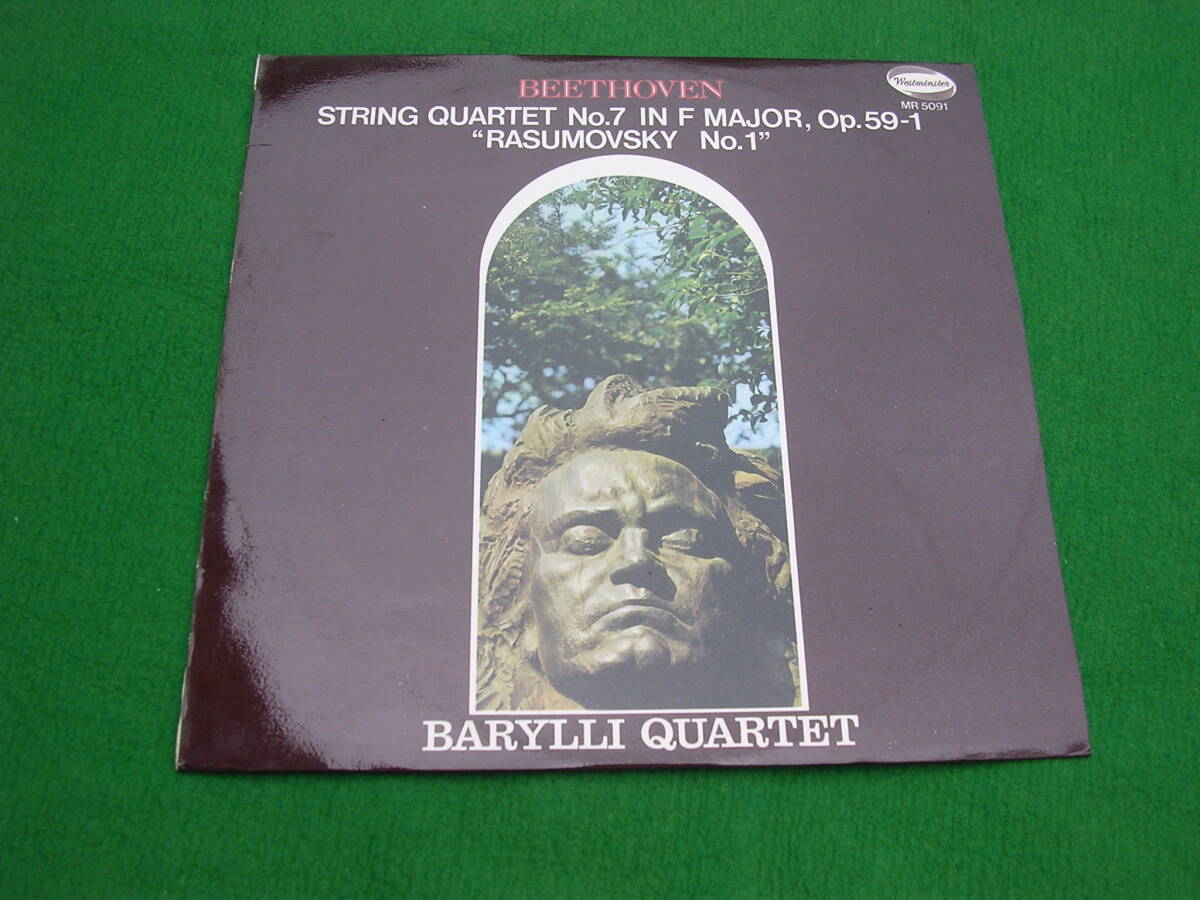 BEETHOVEN
Westminster
MR 5091
STRING QUARTET No.7 IN F MAJOR, Op.59-1
“RASUMOVSKY No.1”
BARYLLI QUARTET